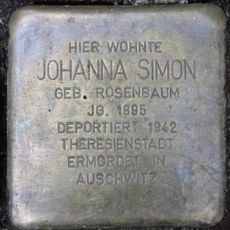 HIER WOHNTE
JOHANNA SIMON
GEB. ROSENBAUM
JG. 1895
DEPORTIERT 1942
THERESIENSTADT
ERMORDET IN
AUSCHWITZ